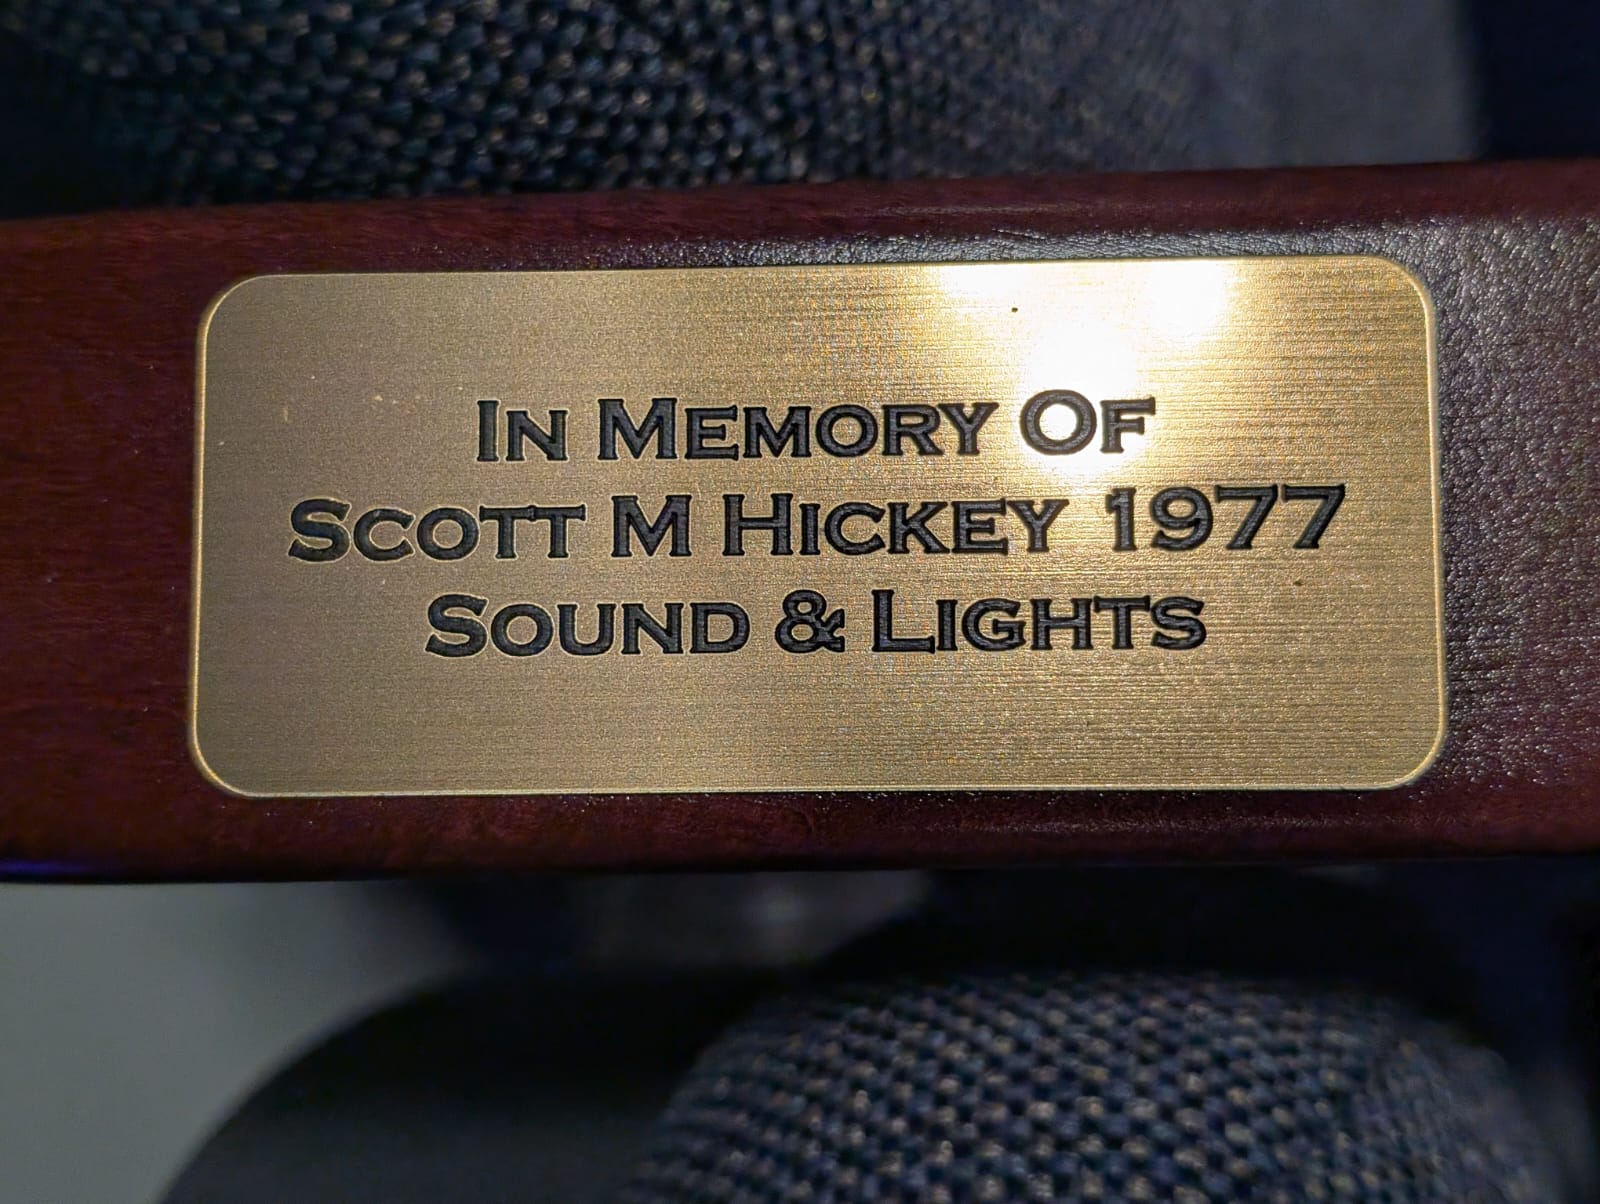 In Memory Of
Scott M Hickey 1977
Sound & Lights